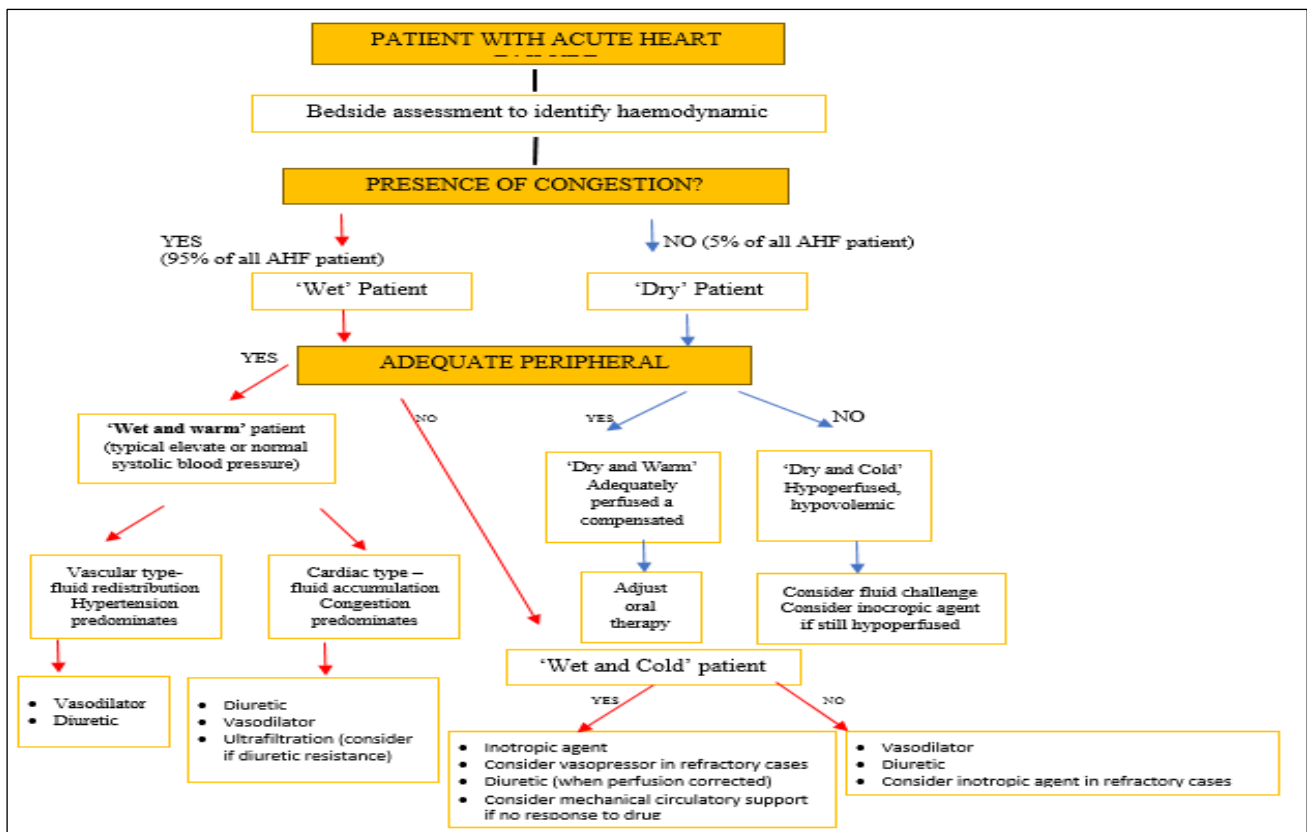 PATIENT WITH ACUTE HEART
Bedside assessment to identify haemodynamic
PRESENCE OF CONGESTION?
YES
(95% of all AHF patient)
NO (5% of all AHF patient)
‘Wet’ Patient
‘Dry’ Patient
YES
ADEQUATE PERIPHERAL
NO
YES
NO
‘Wet and warm’ patient
(typical elevate or normal
systolic blood pressure)
‘Dry and Warm’
Adequately
perfused a
compensated
‘Dry and Cold’
Hypoperfused,
hypovolemic
Vascular type-
fluid redistribution
Hypertension
predominates
Cardiac type –
fluid accumulation
Congestion
predominates
Adjust
oral
therapy
Consider fluid challenge
Consider inocropic agent
if still hypoperfused
‘Wet and Cold’ patient
• Vasodilator
• Diuretic
• Diuretic
• Vasodilator
• Ultrafiltration (consider
if diuretic resistance)
YES
NO
• Inotropic agent
• Consider vasopressor in refractory cases
• Diuretic (when perfusion corrected)
• Consider mechanical circulatory support
if no response to drug
• Vasodilator
• Diuretic
• Consider inotropic agent in refractory cases